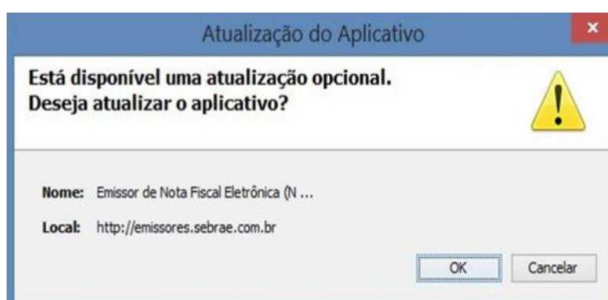 Atualização do Aplicativo
Está disponível uma atualização opcional.
Deseja atualizar o aplicativo?
Nome: Emissor de Nota Fiscal Eletrônica (N ...
Local: http://emissores.sebrae.com.br
OK Cancelar